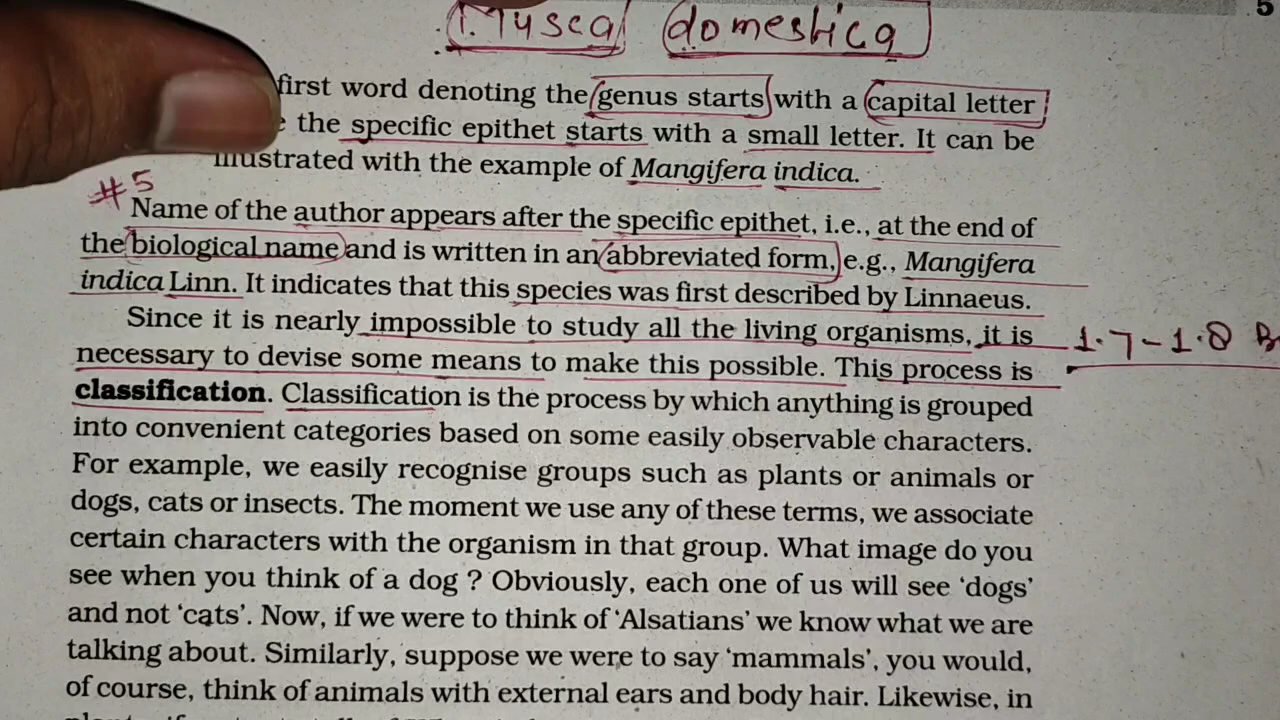 5
Musca domestica
first word denoting the genus starts with a capital letter
the specific epithet starts with a small letter. It can be
illustrated with the example of Mangifera indica.
#5
Name of the author appears after the specific epithet, i.e., at the end of
the biological name and is written in an abbreviated form, e.g., Mangifera
indica Linn. It indicates that this species was first described by Linnaeus.
Since it is nearly impossible to study all the living organisms, it is
1.7-1.8
necessary to devise some means to make this possible. This process is
classification. Classification is the process by which anything is grouped
into convenient categories based on some easily observable characters.
For example, we easily recognise groups such as plants or animals or
dogs, cats or insects. The moment we use any of these terms, we associate
certain characters with the organism in that group. What image do you
see when you think of a dog ? Obviously, each one of us will see ‘dogs’
and not ‘cats’. Now, if we were to think of ‘Alsatians’ we know what we are
talking about. Similarly, suppose we were to say ‘mammals’, you would,
of course, think of animals with external ears and body hair. Likewise, in